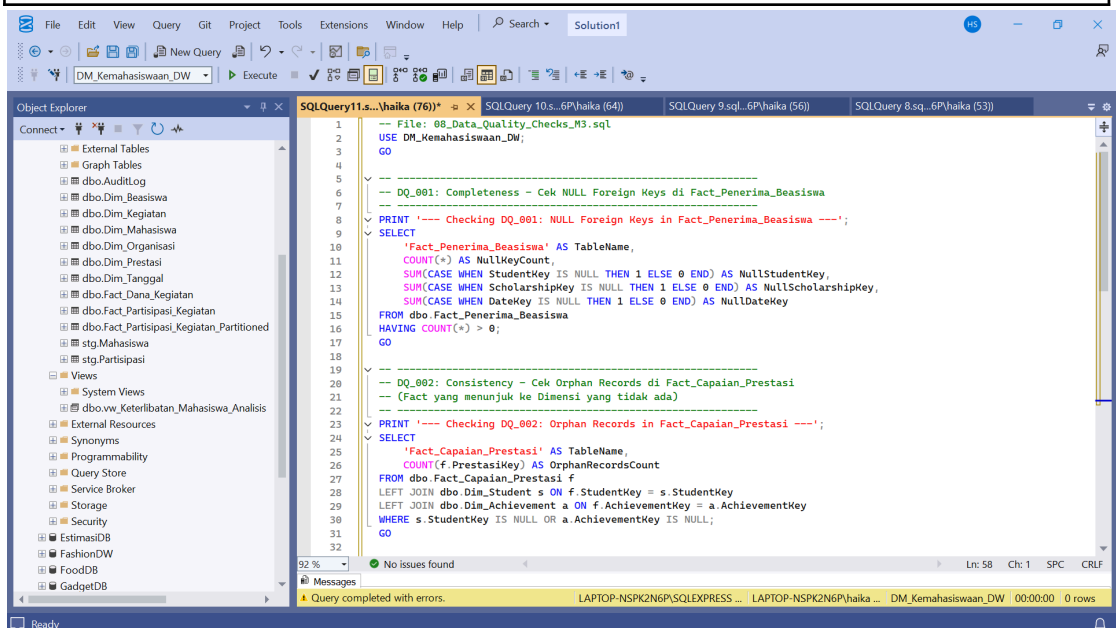 File Edit View Query Git Project Tools Extensions Window Help Search Solution1 HS
New Query
DM_Kemahasiswaan_DW Execute
Object Explorer
Connect
External Tables
Graph Tables
dbo.AuditLog
dbo.Dim_Beasiswa
dbo.Dim_Kegiatan
dbo.Dim_Mahasiswa
dbo.Dim_Organisasi
dbo.Dim_Prestasi
dbo.Dim_Tanggal
dbo.Fact_Dana_Kegiatan
dbo.Fact_Partisipasi_Kegiatan
dbo.Fact_Partisipasi_Kegiatan_Partitioned
stg.Mahasiswa
stg.Partisipasi
Views
System Views
dbo.vw_Keterlibatan_Mahasiswa_Analisis
External Resources
Synonyms
Programmability
Query Store
Service Broker
Storage
Security
EstimasiDB
FashionDW
FoodDB
GadgetDB
SQLQuery11.s...\haika (76))* SQLQuery 10.s...6P\haika (64)) SQLQuery 9.sql...6P\haika (56)) SQLQuery 8.sq...6P\haika (53))
1 -- File: 08_Data_Quality_Checks_M3.sql
2 USE DM_Kemahasiswaan_DW;
3 GO
4
5 -- ----------------------------------------------------
6 -- DQ_001: Completeness - Cek NULL Foreign Keys di Fact_Penerima_Beasiswa
7 -- ----------------------------------------------------
8 PRINT '--- Checking DQ_001: NULL Foreign Keys in Fact_Penerima_Beasiswa ---';
9 SELECT
10 'Fact_Penerima_Beasiswa' AS TableName,
11 COUNT(*) AS NullKeyCount,
12 SUM(CASE WHEN StudentKey IS NULL THEN 1 ELSE 0 END) AS NullStudentKey,
13 SUM(CASE WHEN ScholarshipKey IS NULL THEN 1 ELSE 0 END) AS NullScholarshipKey,
14 SUM(CASE WHEN DateKey IS NULL THEN 1 ELSE 0 END) AS NullDateKey
15 FROM dbo.Fact_Penerima_Beasiswa
16 HAVING COUNT(*) > 0;
17 GO
18
19 -- ----------------------------------------------------
20 -- DQ_002: Consistency - Cek Orphan Records di Fact_Capaian_Prestasi
21 -- (Fact yang menunjuk ke Dimensi yang tidak ada)
22 -- ----------------------------------------------------
23 PRINT '--- Checking DQ_002: Orphan Records in Fact_Capaian_Prestasi ---';
24 SELECT
25 'Fact_Capaian_Prestasi' AS TableName,
26 COUNT(f.PrestasiKey) AS OrphanRecordsCount
27 FROM dbo.Fact_Capaian_Prestasi f
28 LEFT JOIN dbo.Dim_Student s ON f.StudentKey = s.StudentKey
29 LEFT JOIN dbo.Dim_Achievement a ON f.AchievementKey = a.AchievementKey
30 WHERE s.StudentKey IS NULL OR a.AchievementKey IS NULL;
31 GO
32
92 % No issues found Ln: 58 Ch: 1 SPC CRLF
Messages
Query completed with errors. LAPTOP-NSPK2N6P\SQLEXPRESS ... LAPTOP-NSPK2N6P\haika ... DM_Kemahasiswaan_DW 00:00:00 0 rows
Ready